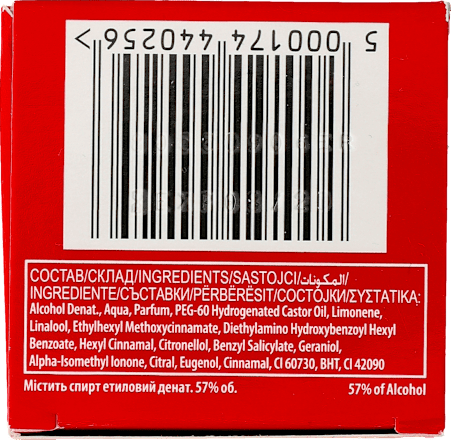 5 000174 440256 >
СОСТАВ/СКЛАД/INGREDIENTS/SASTOJCI/المكونات/
INGREDIENTE/СЪСТАВКИ/PËRBËRËSIT/СОСТОЈКИ/ΣΥΣΤΑΤΙΚΑ:
Alcohol Denat., Aqua, Parfum, PEG-60 Hydrogenated Castor Oil, Limonene,
Linalool, Ethylhexyl Methoxycinnamate, Diethylamino Hydroxybenzoyl Hexyl
Benzoate, Hexyl Cinnamal, Citronellol, Benzyl Salicylate, Geraniol,
Alpha-Isomethyl Ionone, Citral, Eugenol, Cinnamal, CI 60730, BHT, CI 42090
Містить спирт етиловий денат. 57% об. 57% of Alcohol